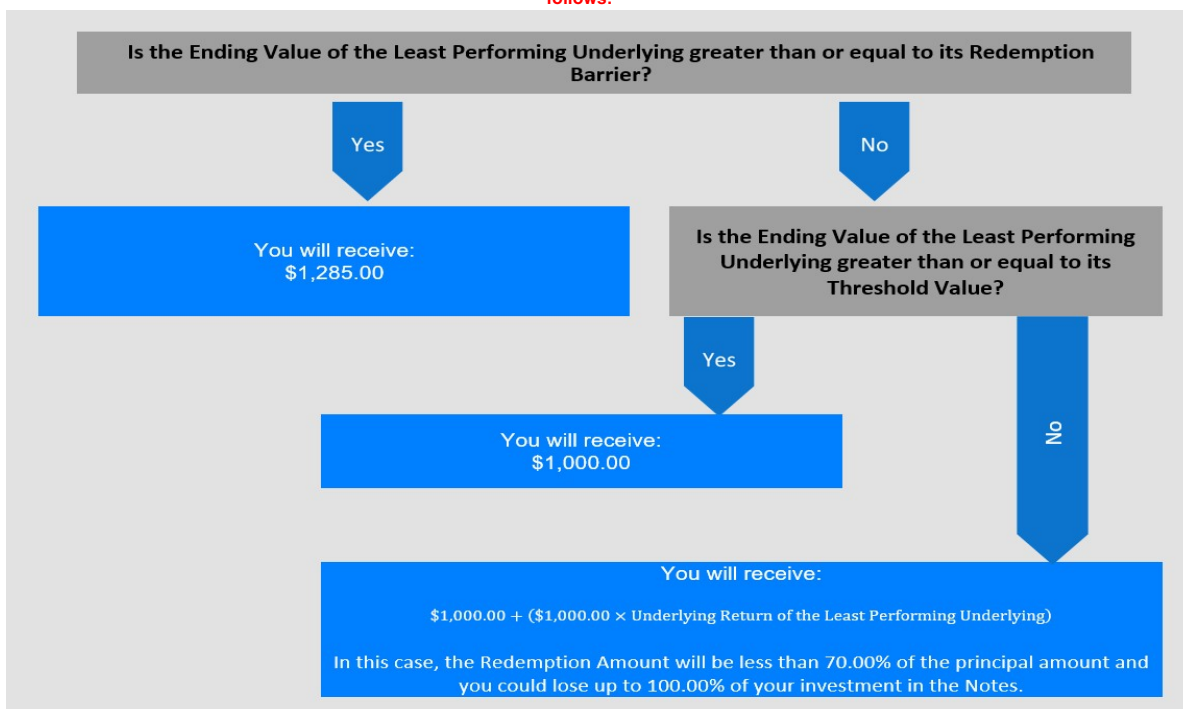 follows:
Is the Ending Value of the Least Performing Underlying greater than or equal to its Redemption
Barrier?
Yes
No
You will receive:
$1,285.00
Is the Ending Value of the Least Performing
Underlying greater than or equal to its
Threshold Value?
Yes
No
You will receive:
$1,000.00
You will receive:
$1,000.00 + ($1,000.00 × Underlying Return of the Least Performing Underlying)
In this case, the Redemption Amount will be less than 70.00% of the principal amount and
you could lose up to 100.00% of your investment in the Notes.